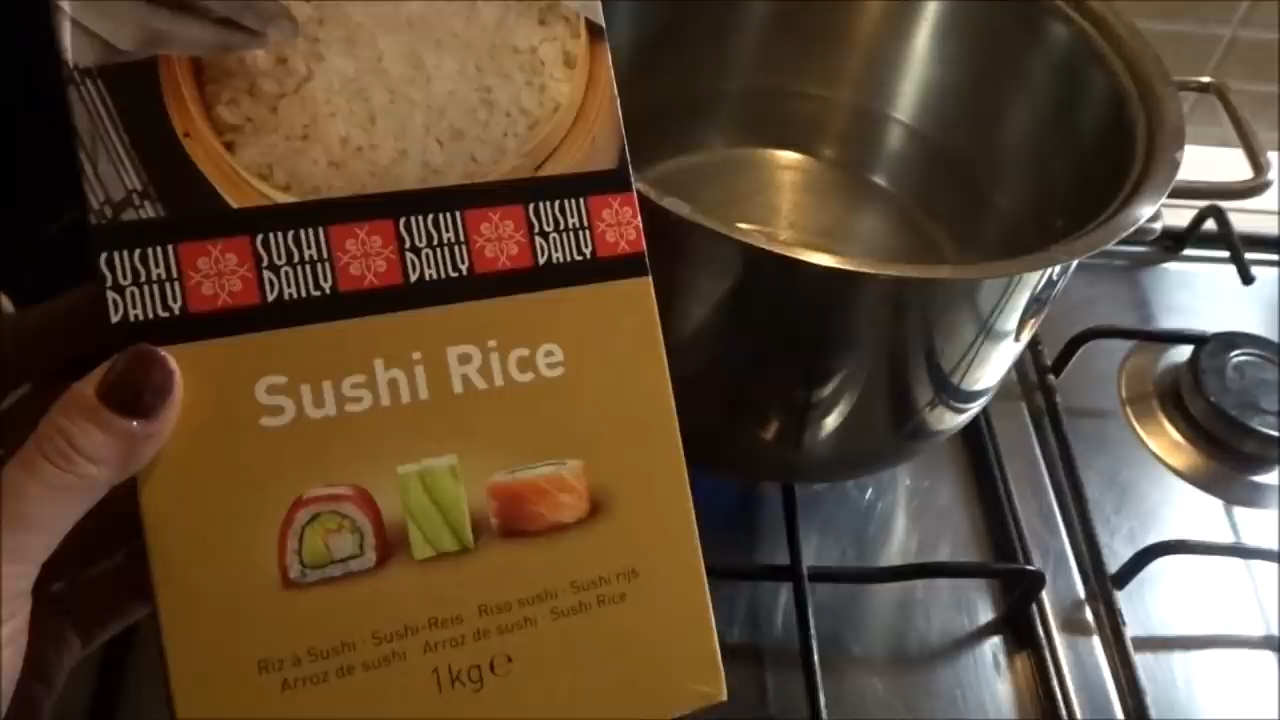 SUSHI DAILY SUSHI DAILY SUSHI DAILY SUSHI DAILY
Sushi Rice
Riz à Sushi · Sushi-Reis · Riso sushi · Sushi rijs
Arroz de sushi · Arroz de sushi · Sushi Rice
1kg℮